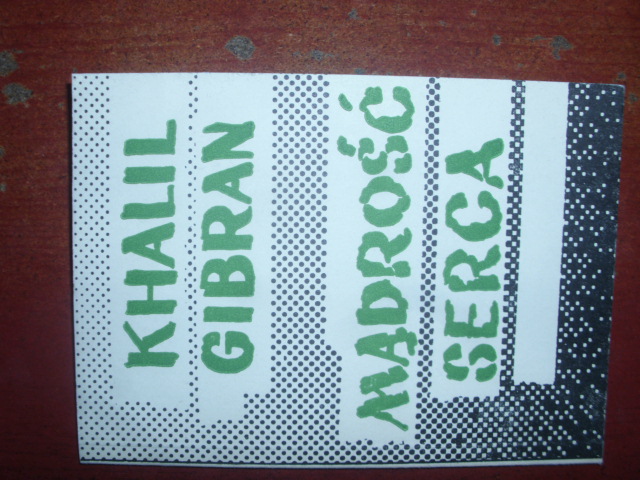 KHALIL
GIBRAN
MĄDROŚĆ
SERCA